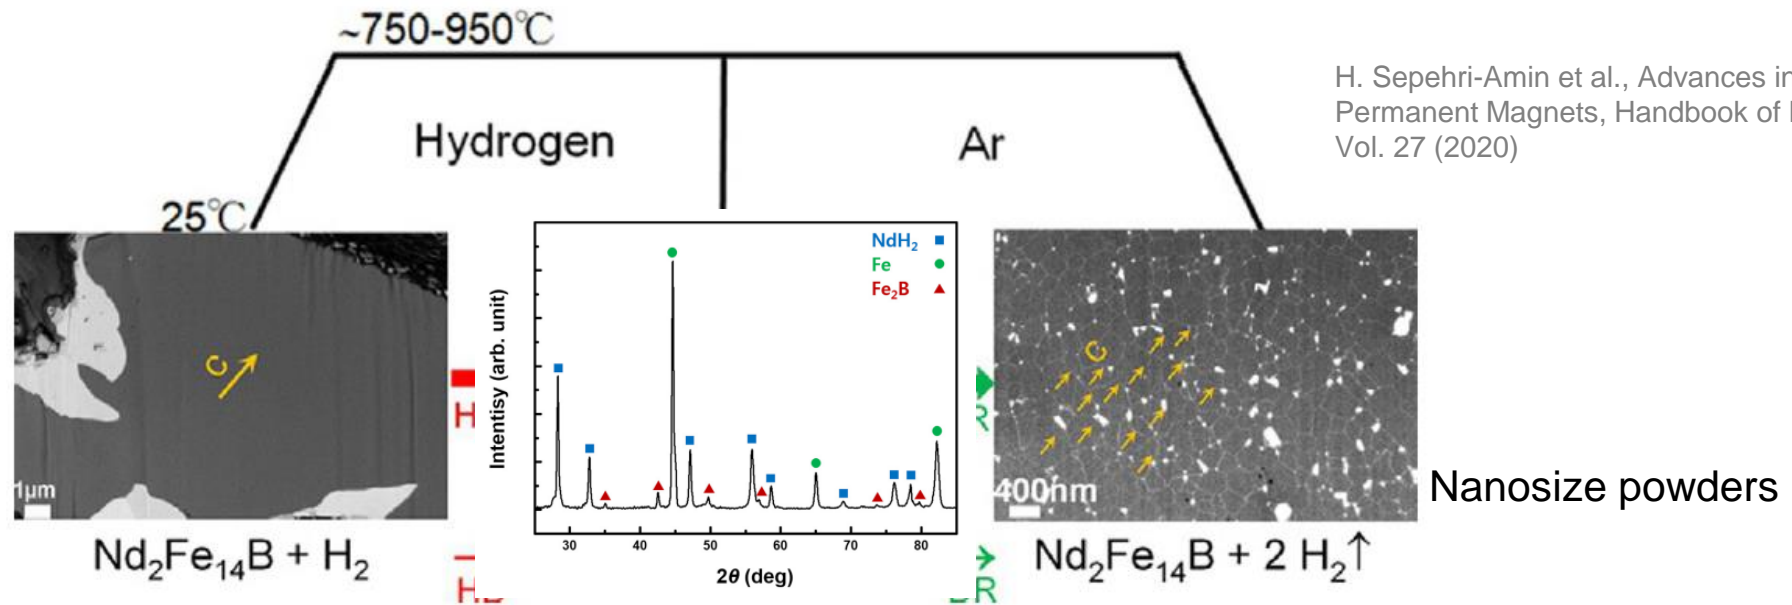 ~750-950℃
H. Sepehri-Amin et al., Advances in
Permanent Magnets, Handbook of
Vol. 27 (2020)
Hydrogen
Ar
25℃
NdH₂
Fe
Fe₂B
Intentisy (arb. unit)
C
C
1μm
400nm
30 40 50 60 70 80
2θ (deg)
Nanosize powders
Nd₂Fe₁₄B + H₂
Nd₂Fe₁₄B + 2 H₂↑